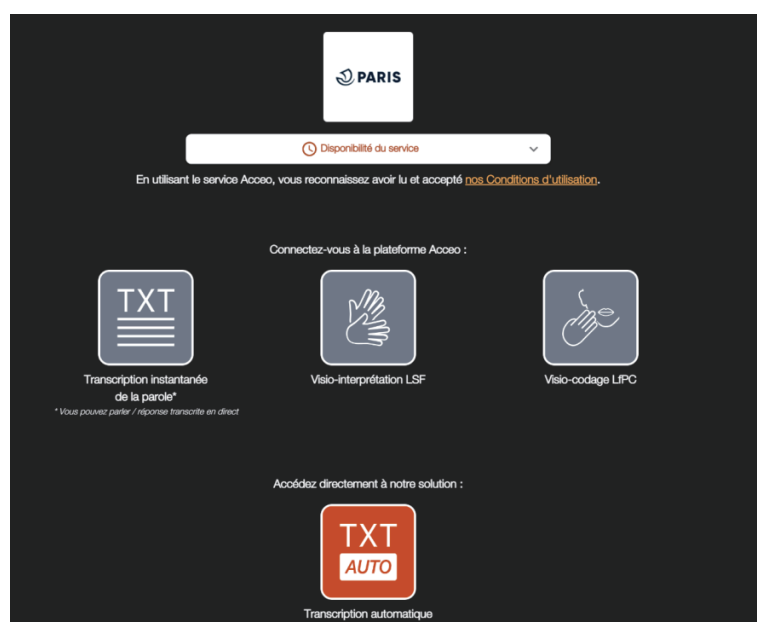 PARIS
Disponibilité du service
En utilisant le service Acceo, vous reconnaissez avoir lu et accepté nos Conditions d'utilisation.
Connectez-vous à la plateforme Acceo :
TXT
Transcription instantanée
de la parole*
* Vous pouvez parler / réponse transcrite en direct
Visio-interprétation LSF
Visio-codage LfPC
Accédez directement à notre solution :
TXT
AUTO
Transcription automatique